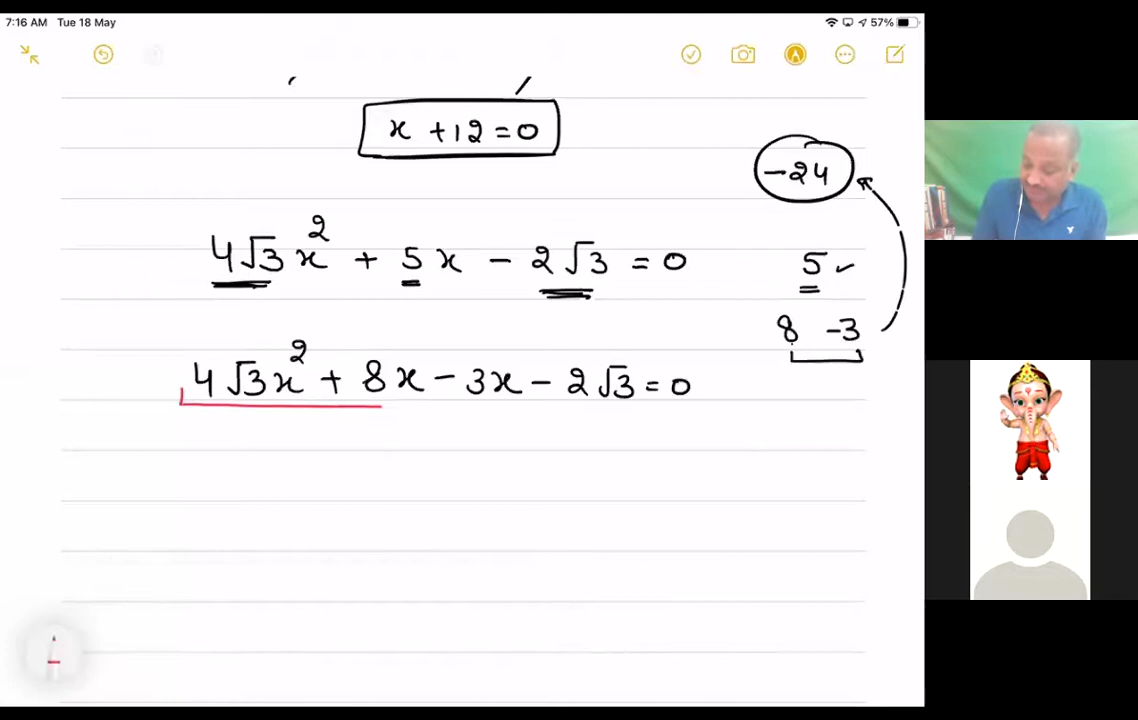 7:16 AM Tue 18 May
57%
x + 12 = 0
-24
4√3x² + 5x - 2√3 = 0
5 ✓
8 -3
4√3x² + 8x - 3x - 2√3 = 0